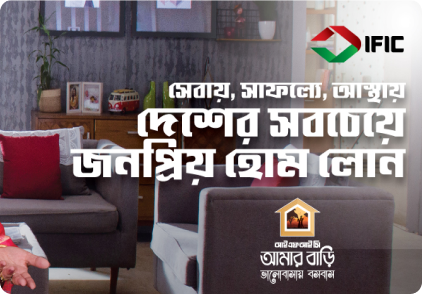 IFIC
সেবায়, সাফল্যে, আস্থায়
দেশের সবচেয়ে
জনপ্রিয় হোম লোন
আইএফআইসি
আমার বাড়ি
ভালোবাসায় বসবাস